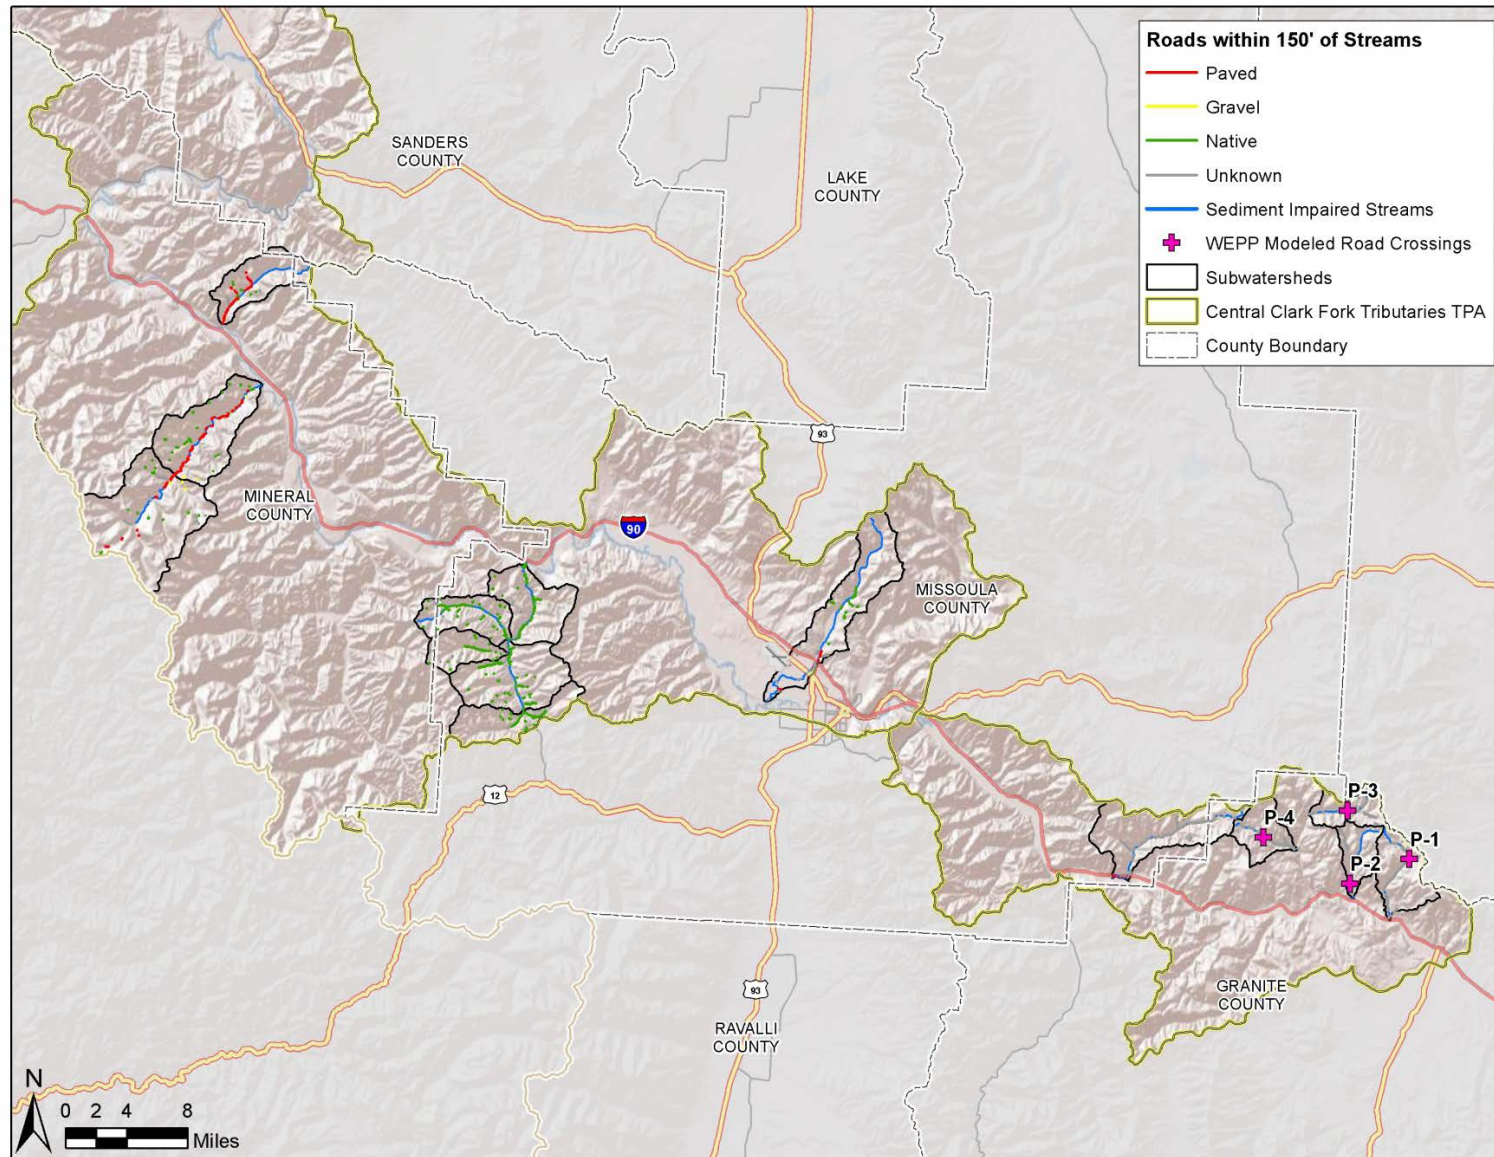 Roads within 150' of Streams
Paved
Gravel
Native
Unknown
Sediment Impaired Streams
WEPP Modeled Road Crossings
Subwatersheds
Central Clark Fork Tributaries TPA
County Boundary
SANDERS
COUNTY
LAKE
COUNTY
93
MINERAL
COUNTY
90
MISSOULA
COUNTY
12
P-3
P-4
P-1
P-2
93
GRANITE
COUNTY
RAVALLI
COUNTY
N
0 2 4 8
Miles